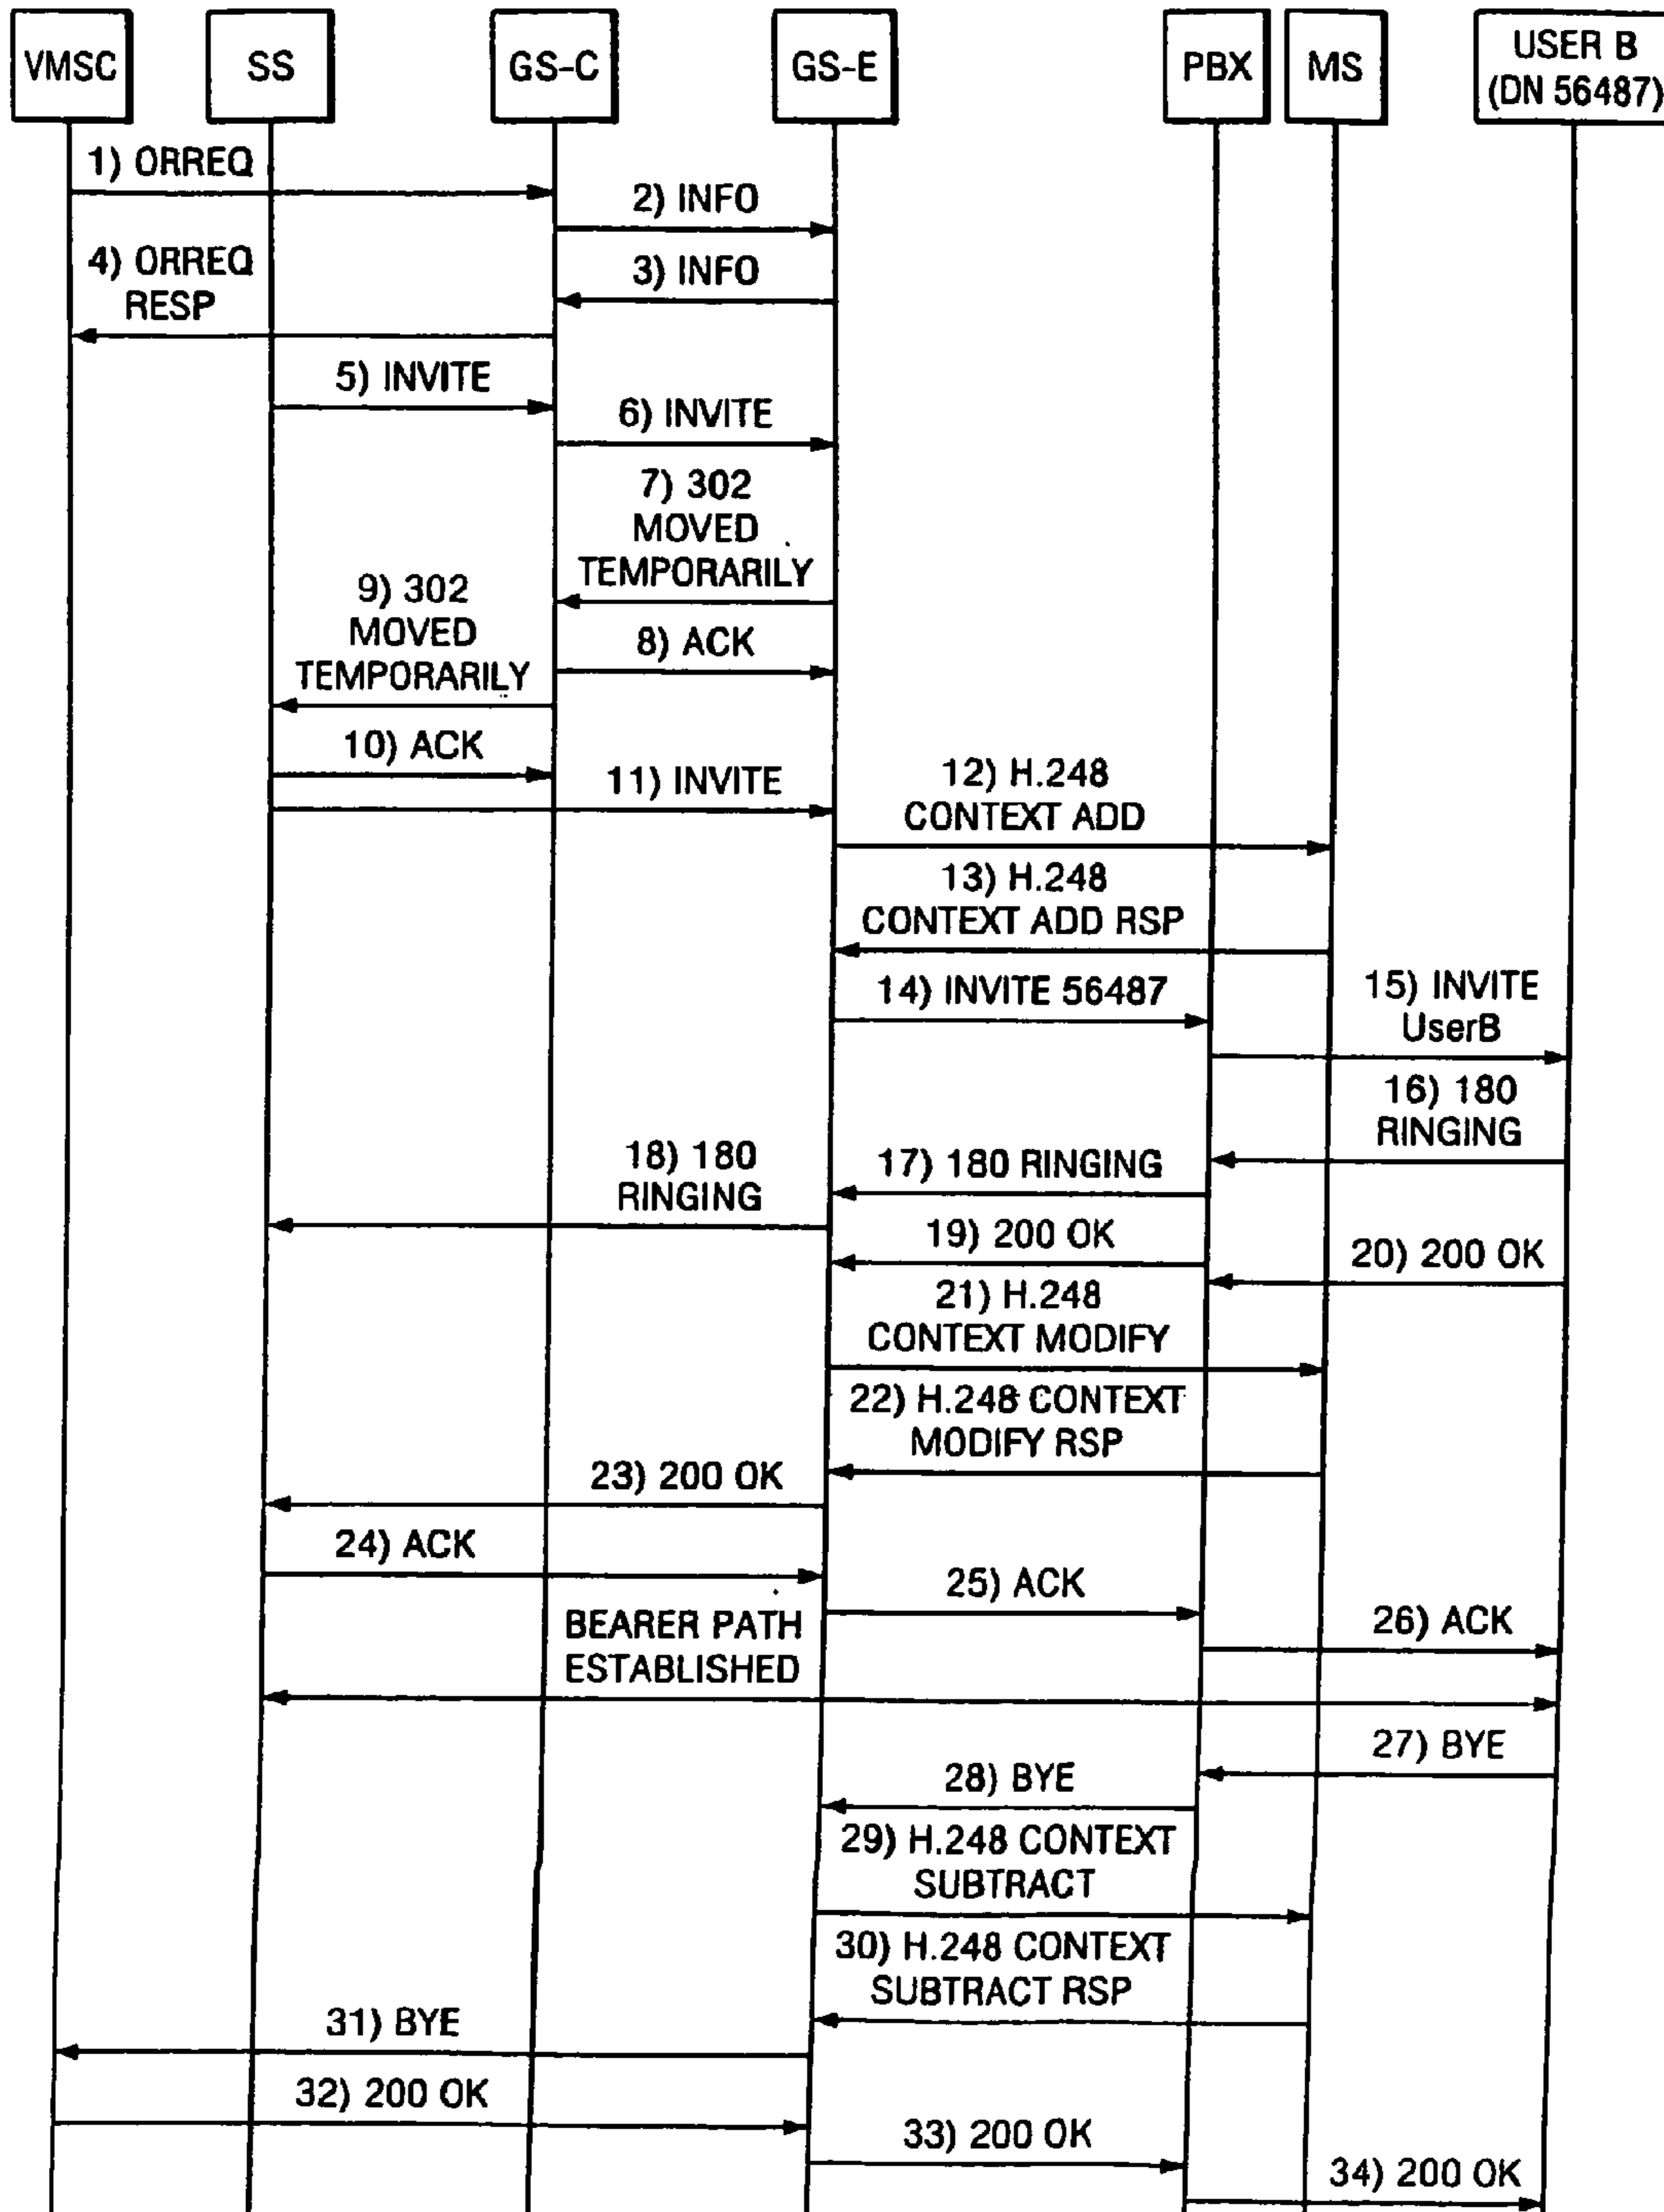 VMSC
SS
GS-C
GS-E
PBX
MS
USER B
(DN 56487)
1) ORREQ
2) INFO
3) INFO
4) ORREQ
RESP
5) INVITE
6) INVITE
7) 302
MOVED
TEMPORARILY
8) ACK
9) 302
MOVED
TEMPORARILY
10) ACK
11) INVITE
12) H.248
CONTEXT ADD
13) H.248
CONTEXT ADD RSP
14) INVITE 56487
15) INVITE
UserB
16) 180
RINGING
17) 180 RINGING
18) 180
RINGING
19) 200 OK
20) 200 OK
21) H.248
CONTEXT MODIFY
22) H.248 CONTEXT
MODIFY RSP
23) 200 OK
24) ACK
25) ACK
26) ACK
BEARER PATH
ESTABLISHED
27) BYE
28) BYE
29) H.248 CONTEXT
SUBTRACT
30) H.248 CONTEXT
SUBTRACT RSP
31) BYE
32) 200 OK
33) 200 OK
34) 200 OK